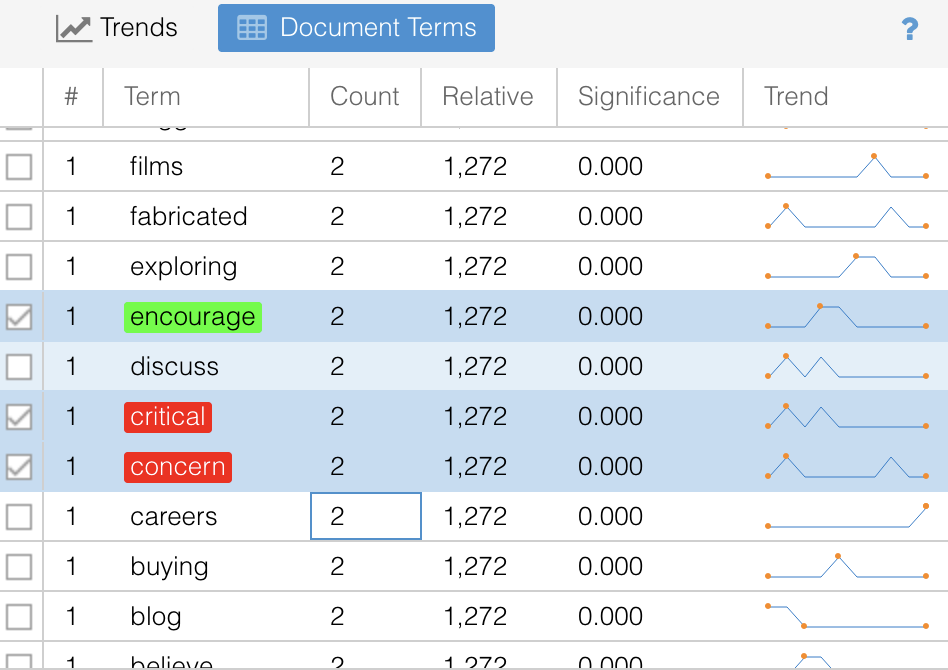 Trends Document Terms ?
# Term Count Relative Significance Trend
1 films 2 1,272 0.000
1 fabricated 2 1,272 0.000
1 exploring 2 1,272 0.000
1 encourage 2 1,272 0.000
1 discuss 2 1,272 0.000
1 critical 2 1,272 0.000
1 concern 2 1,272 0.000
1 careers 2 1,272 0.000
1 buying 2 1,272 0.000
1 blog 2 1,272 0.000
1 believe 2 1,272 0.000